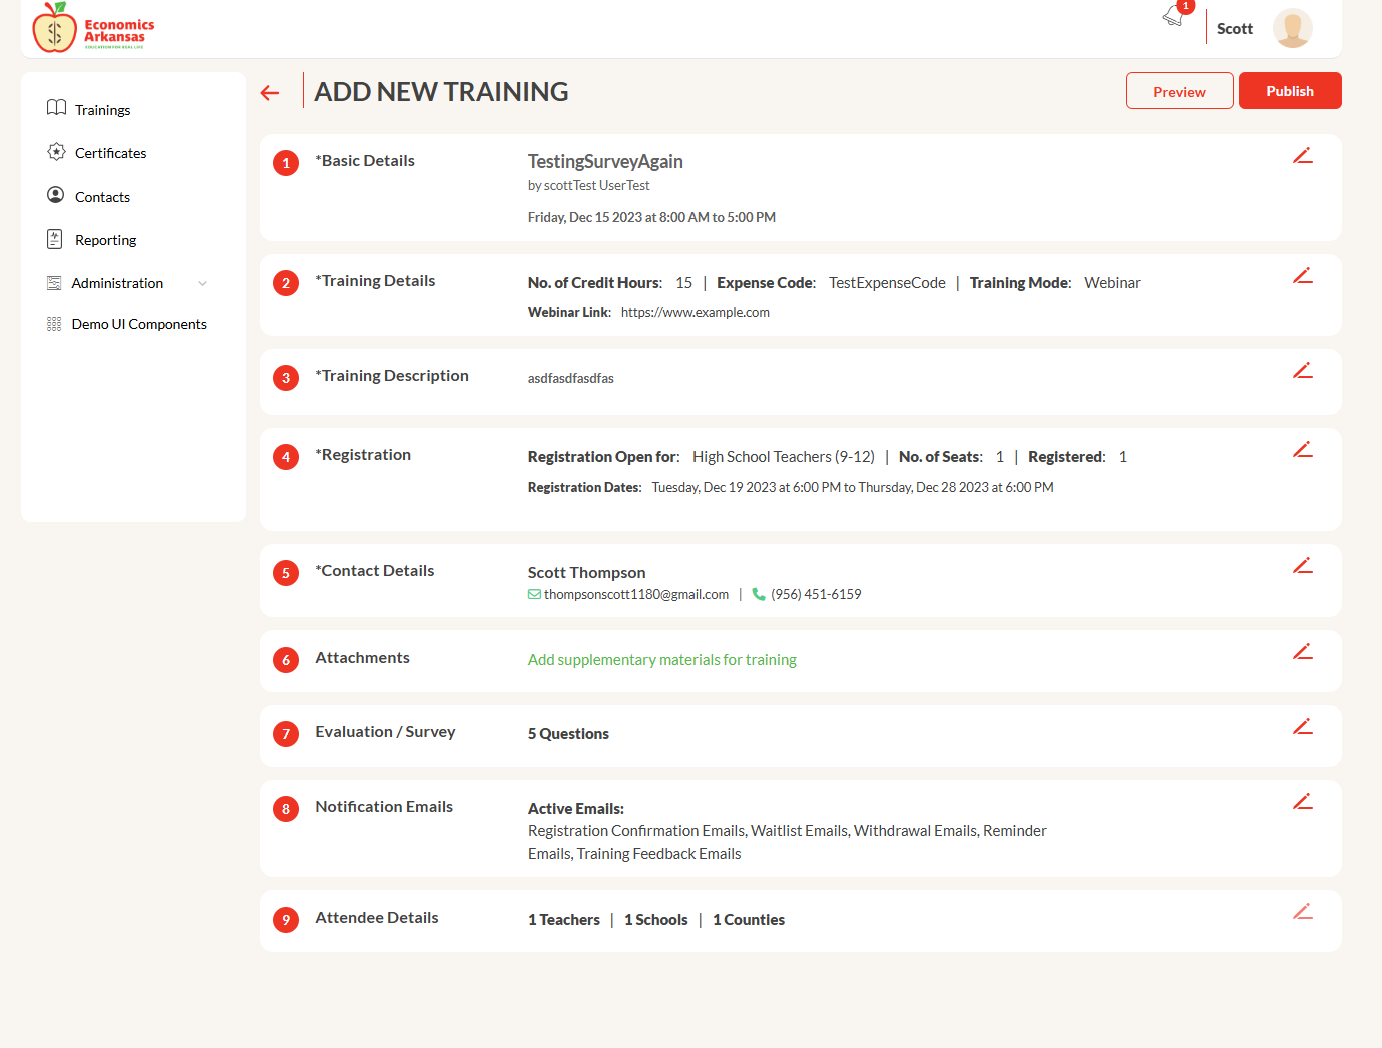 Economics
Arkansas
EDUCATION FOR REAL LIFE
1
Scott
Trainings
Certificates
Contacts
Reporting
Administration
Demo UI Components
ADD NEW TRAINING
Preview
Publish
1 *Basic Details
TestingSurveyAgain
by scottTest UserTest
Friday, Dec 15 2023 at 8:00 AM to 5:00 PM
2 *Training Details
No. of Credit Hours: 15 | Expense Code: TestExpenseCode | Training Mode: Webinar
Webinar Link: https://www.example.com
3 *Training Description
asdfasdfasdfas
4 *Registration
Registration Open for: High School Teachers (9-12) | No. of Seats: 1 | Registered: 1
Registration Dates: Tuesday, Dec 19 2023 at 6:00 PM to Thursday, Dec 28 2023 at 6:00 PM
5 *Contact Details
Scott Thompson
thompsonscott1180@gmail.com | (956) 451-6159
6 Attachments
Add supplementary materials for training
7 Evaluation / Survey
5 Questions
8 Notification Emails
Active Emails:
Registration Confirmation Emails, Waitlist Emails, Withdrawal Emails, Reminder
Emails, Training Feedback Emails
9 Attendee Details
1 Teachers | 1 Schools | 1 Counties